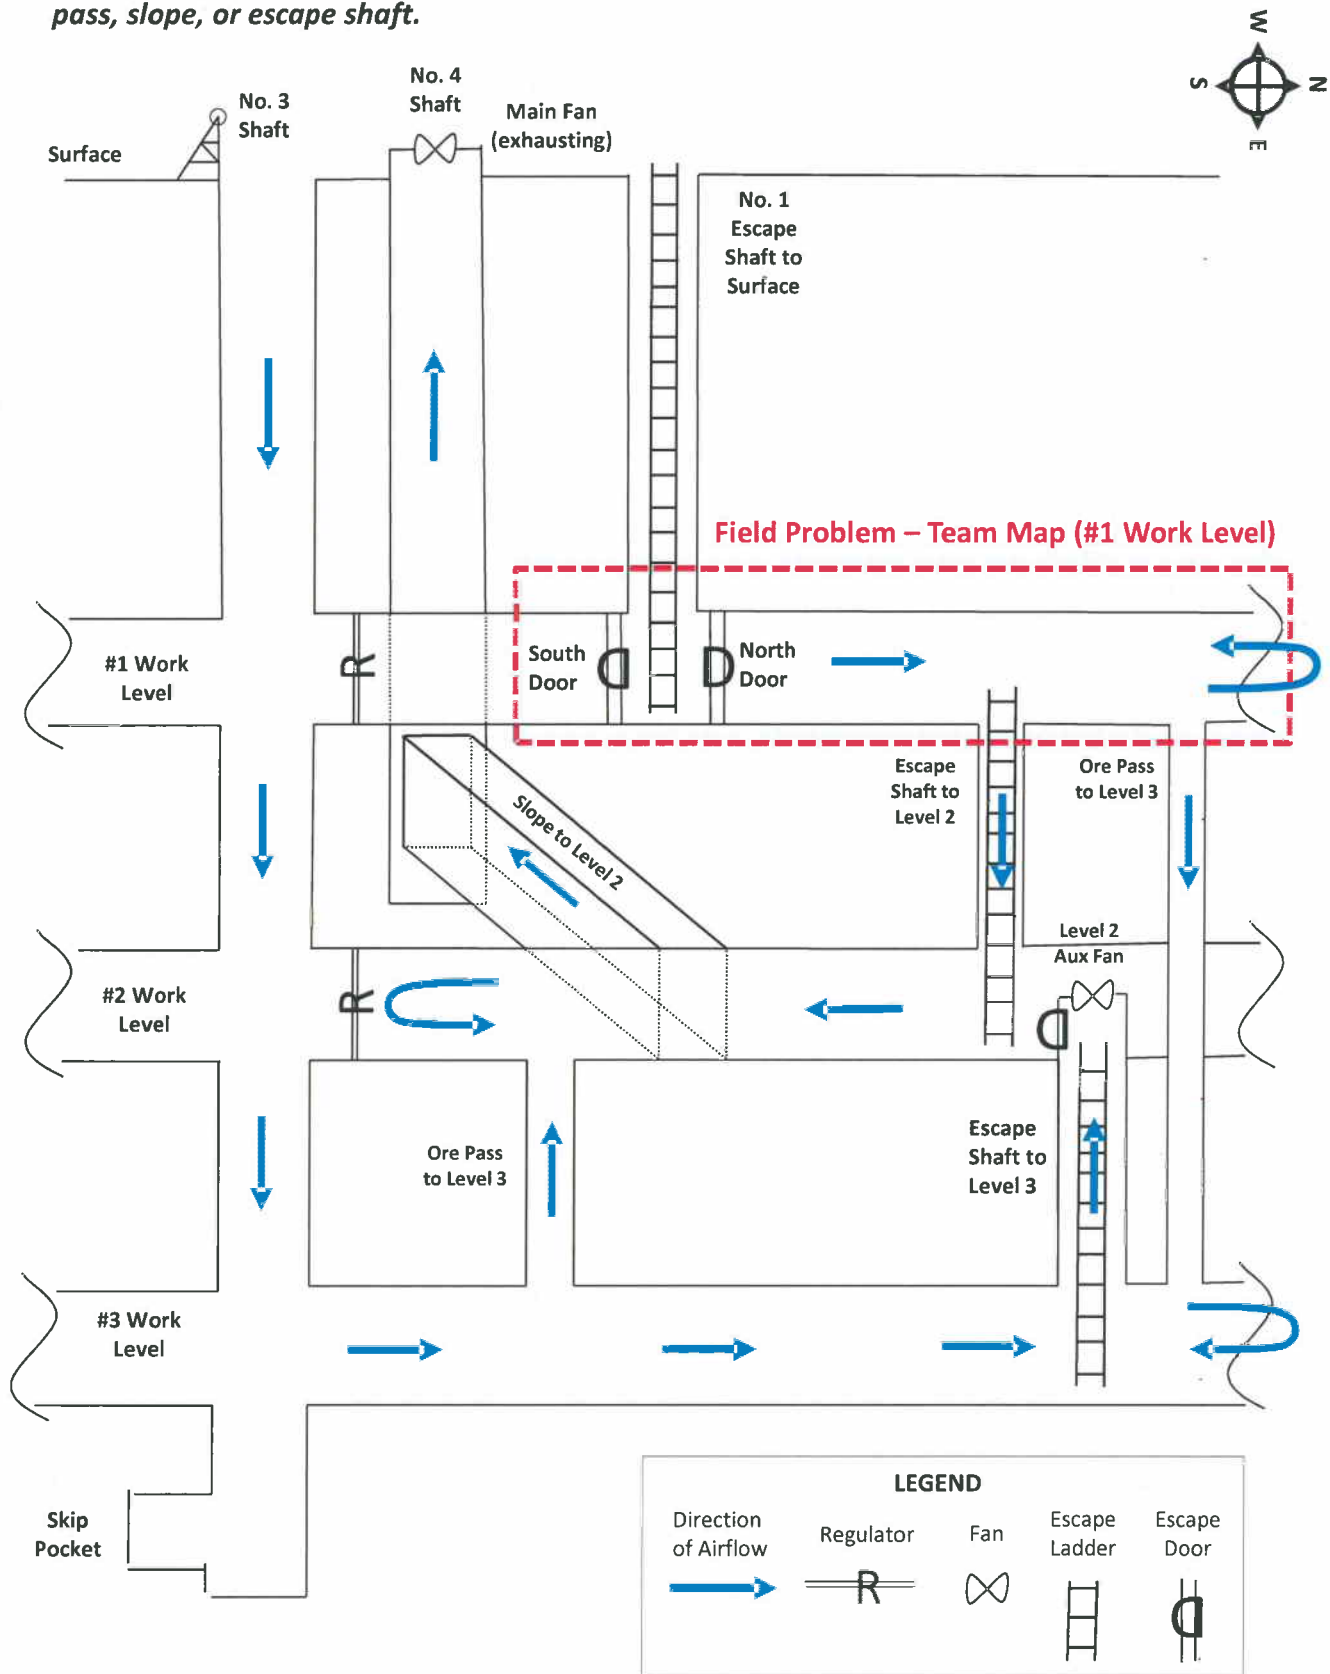 pass, slope, or escape shaft.
W
S
N
E
No. 4
Shaft
No. 3
Shaft
Main Fan
(exhausting)
Surface
No. 1
Escape
Shaft to
Surface
Field Problem – Team Map (#1 Work Level)
#1 Work
Level
R
South
Door
D
D
North
Door
Escape
Shaft to
Level 2
Ore Pass
to Level 3
Slope to Level 2
Level 2
Aux Fan
#2 Work
Level
R
D
Ore Pass
to Level 3
Escape
Shaft to
Level 3
#3 Work
Level
Skip
Pocket
LEGEND
Direction
of Airflow
Regulator
Fan
Escape
Ladder
Escape
Door
R
D